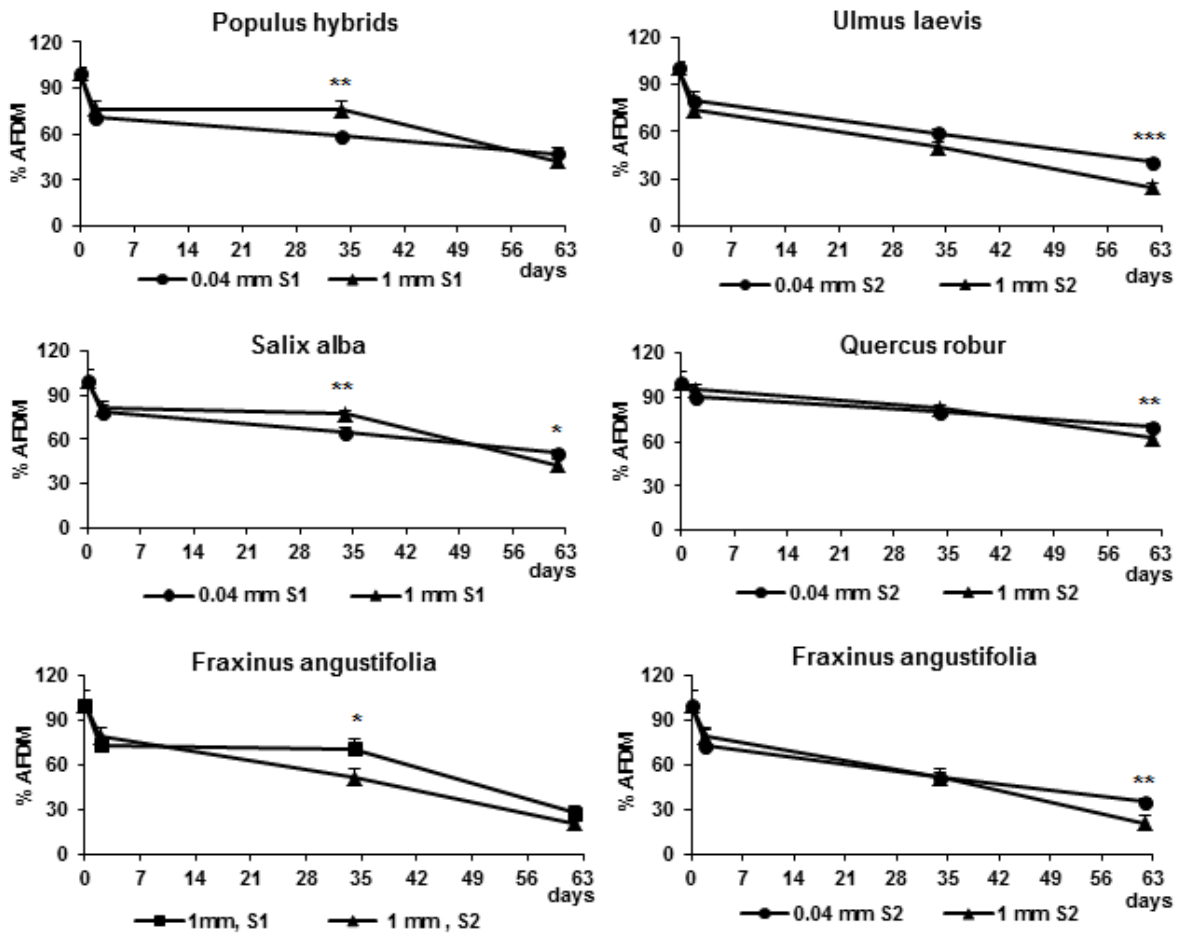 Populus hybrids
120
90
60
30
0
% AFDM
**
0 7 14 21 28 35 42 49 56 63
days
0.04 mm S1 1 mm S1
Ulmus laevis
120
90
60
30
0
% AFDM
***
0 7 14 21 28 35 42 49 56 63
days
0.04 mm S2 1 mm S2
Salix alba
120
90
60
30
0
% AFDM
**
*
0 7 14 21 28 35 42 49 56 63
days
0.04 mm S1 1 mm S1
Quercus robur
120
90
60
30
0
% AFDM
**
0 7 14 21 28 35 42 49 56 63
days
0.04 mm S2 1 mm S2
Fraxinus angustifolia
120
90
60
30
0
% AFDM
*
0 7 14 21 28 35 42 49 56 63
days
1mm, S1 1 mm , S2
Fraxinus angustifolia
120
90
60
30
0
% AFDM
**
0 7 14 21 28 35 42 49 56 63
days
0.04 mm S2 1 mm S2